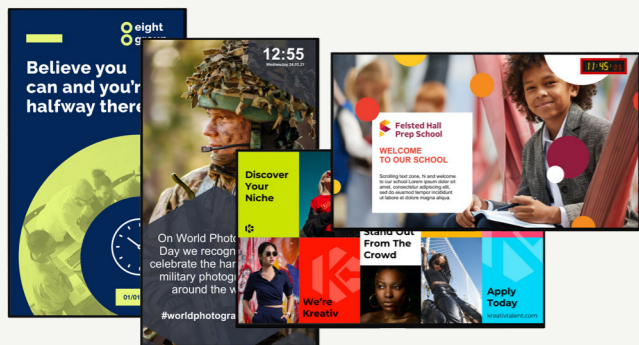 eight
Believe you
can and you'r
halfway there
01/01
12:55
Wednesday 24.03.21
On World Photo
Day we recogn
celebrate the har
military photogr
around the w
#worldphotogra
Discover
Your
Niche
We're
Kreativ
Stand Out
From The
Crowd
Apply
Today
kreativtalent.com
11:45
Felsted Hall
Prep School
WELCOME
TO OUR SCHOOL
Scrolling text zone, hi and welcome
to our school Lorem ipsum dolor sit
amet, consectetur adipiscing elit,
sed do eiusmod tempor incididunt
ut labore et dolore magna aliqua.